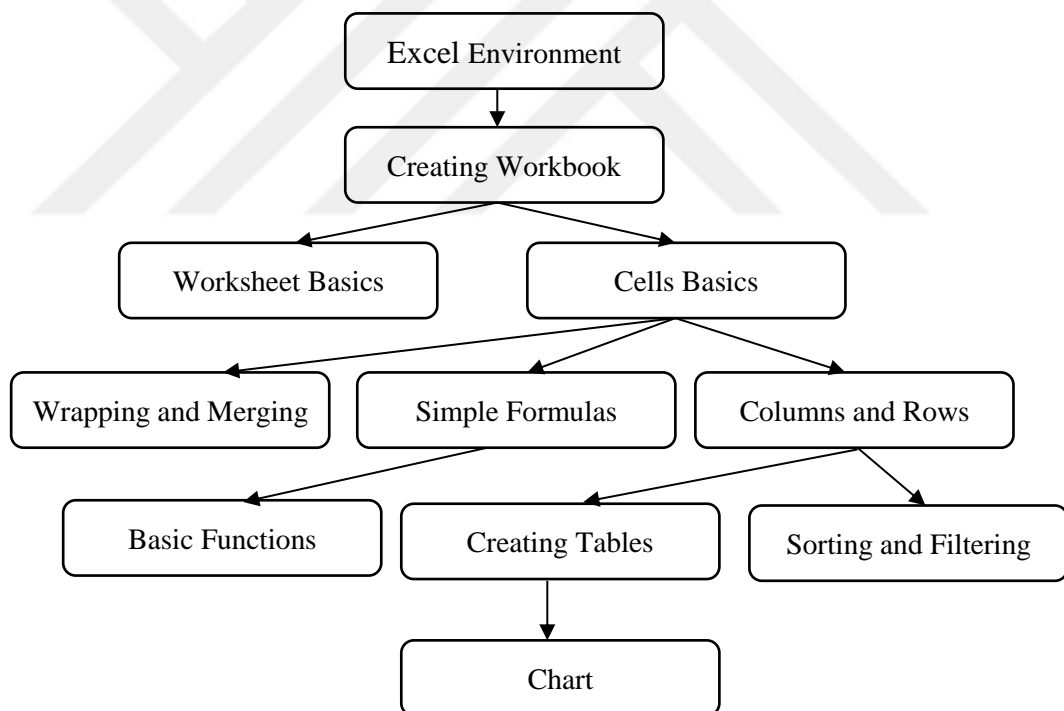 Excel Environment
Creating Workbook
Worksheet Basics
Cells Basics
Wrapping and Merging
Simple Formulas
Columns and Rows
Basic Functions
Creating Tables
Sorting and Filtering
Chart